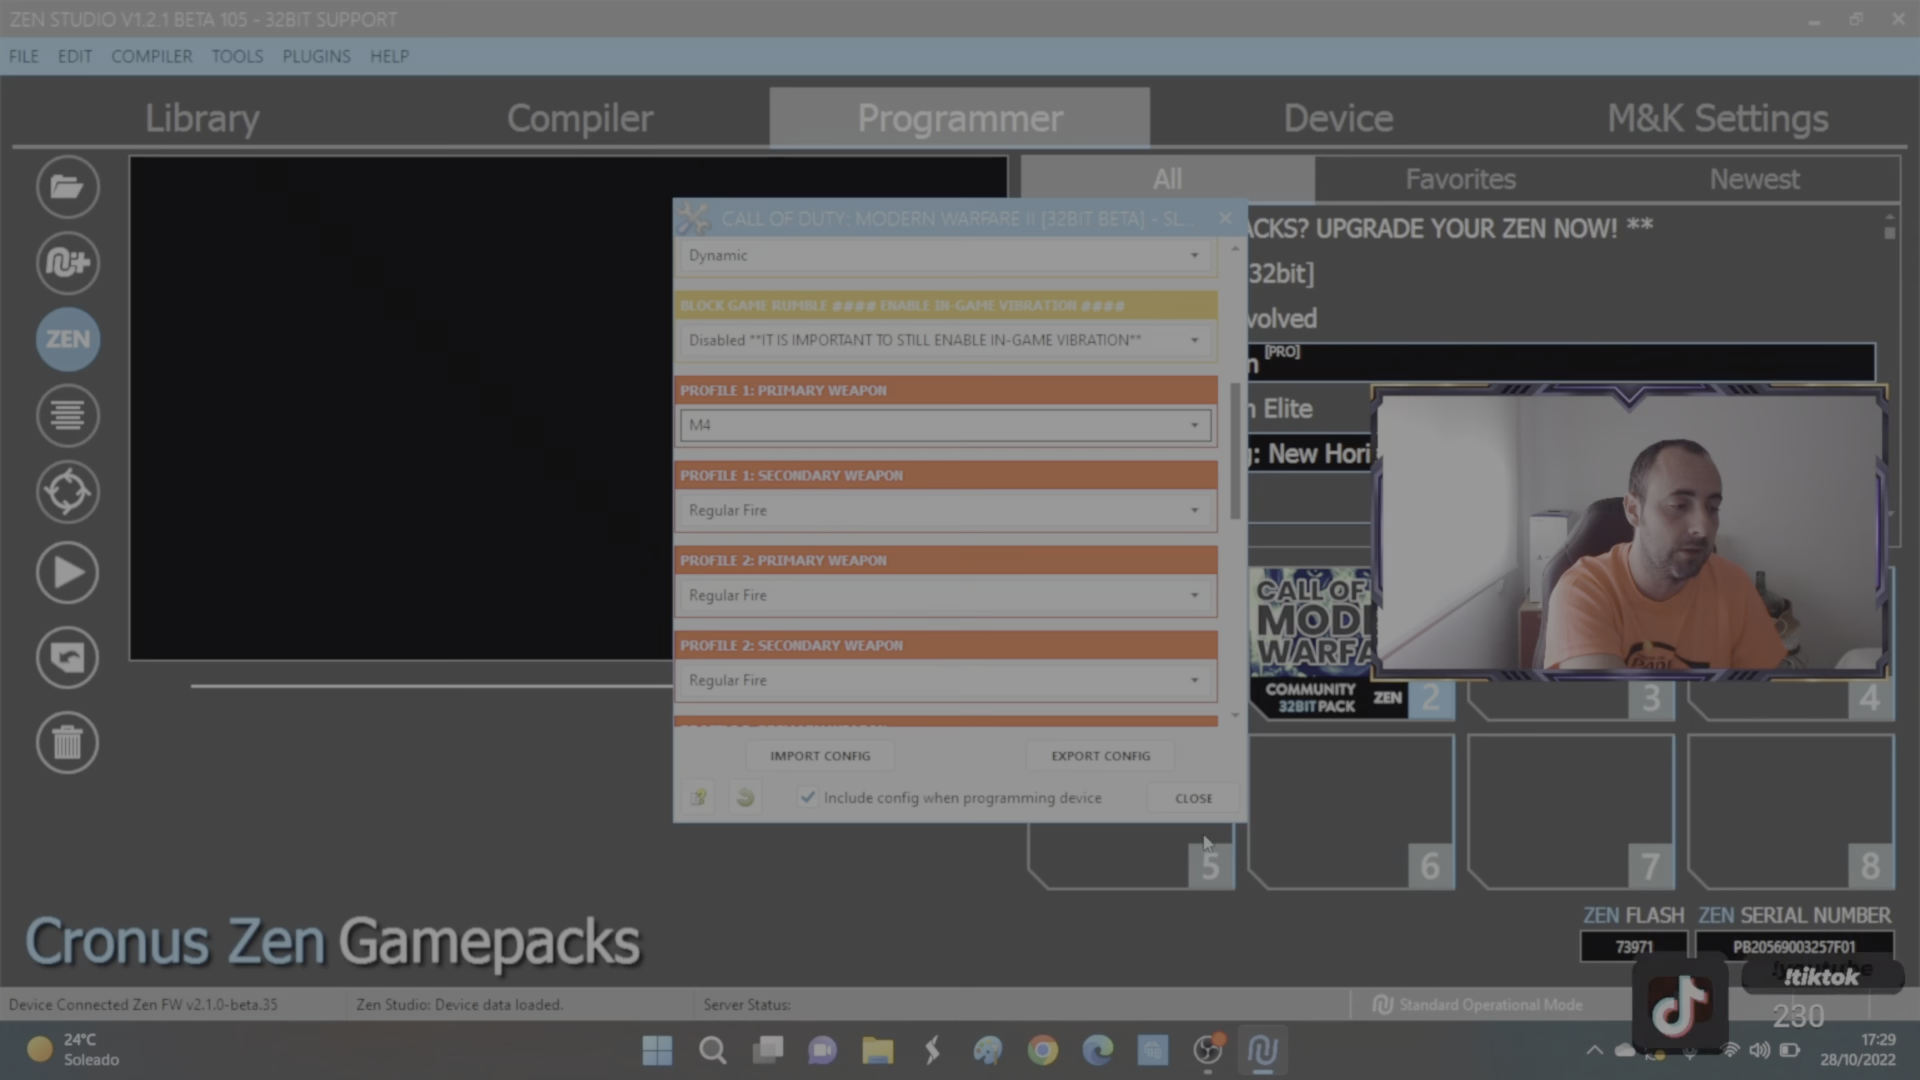 ZEN STUDIO V1.2.1 BETA 105 - 32BIT SUPPORT
FILE EDIT COMPILER TOOLS PLUGINS HELP
Library Compiler Programmer Device M&K Settings
All Favorites Newest
CALL OF DUTY: MODERN WARFARE II [32BIT BETA] - SL...
ACKS? UPGRADE YOUR ZEN NOW! **
32bit]
volved
[PRO]
n Elite
: New Hori
Dynamic
BLOCK GAME RUMBLE #### ENABLE IN-GAME VIBRATION ####
Disabled **IT IS IMPORTANT TO STILL ENABLE IN-GAME VIBRATION**
PROFILE 1: PRIMARY WEAPON
M4
PROFILE 1: SECONDARY WEAPON
Regular Fire
PROFILE 2: PRIMARY WEAPON
Regular Fire
PROFILE 2: SECONDARY WEAPON
Regular Fire
IMPORT CONFIG EXPORT CONFIG
Include config when programming device
CLOSE
ZEN
CALL OF
MODE
WARFA
COMMUNITY
32BIT PACK
ZEN
2 3 4
5 6 7 8
Cronus Zen Gamepacks
ZEN FLASH ZEN SERIAL NUMBER
73971 PB20569003257F01
!tiktok
230
Device Connected Zen FW v2.1.0-beta.35
Zen Studio: Device data loaded.
Server Status:
Standard Operational Mode
24°C
Soleado
17:29
28/10/2022